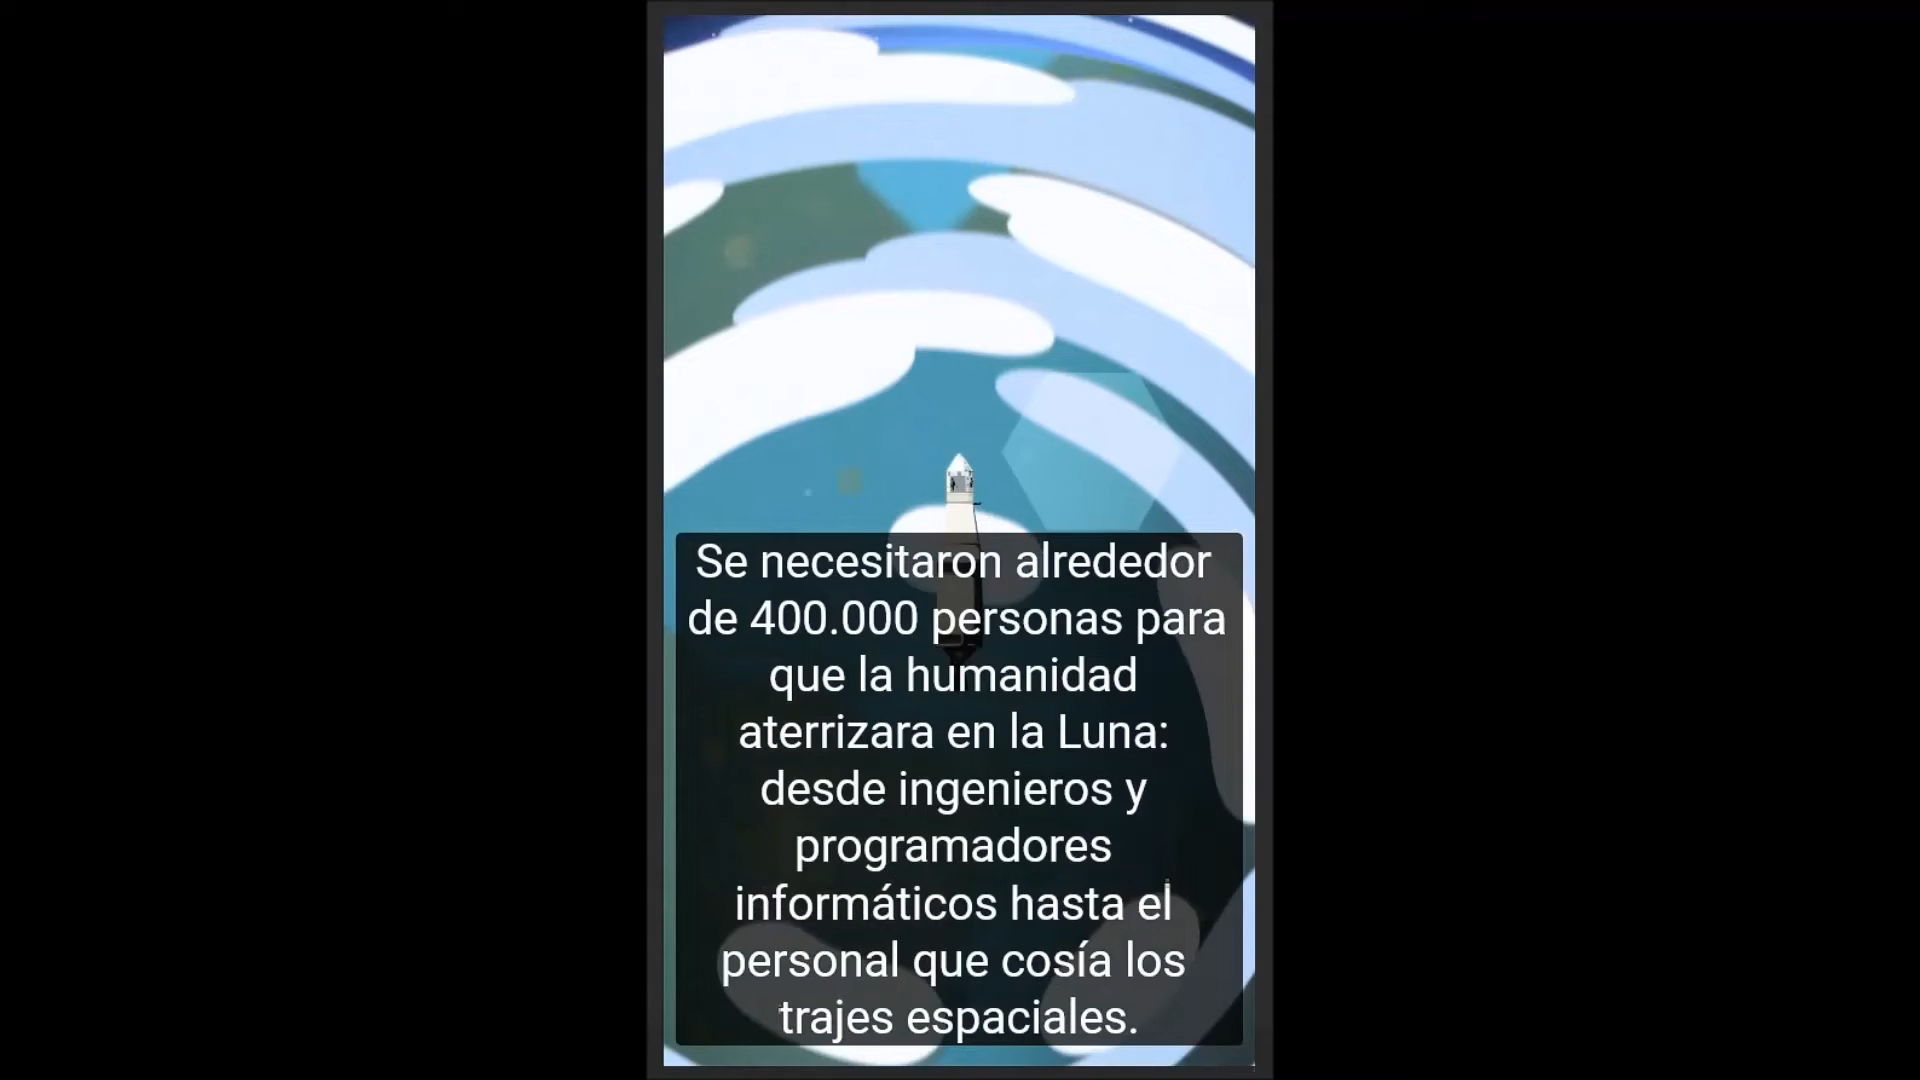 Se necesitaron alrededor
de 400.000 personas para
que la humanidad
aterrizara en la Luna:
desde ingenieros y
programadores
informáticos hasta el
personal que cosía los
trajes espaciales.